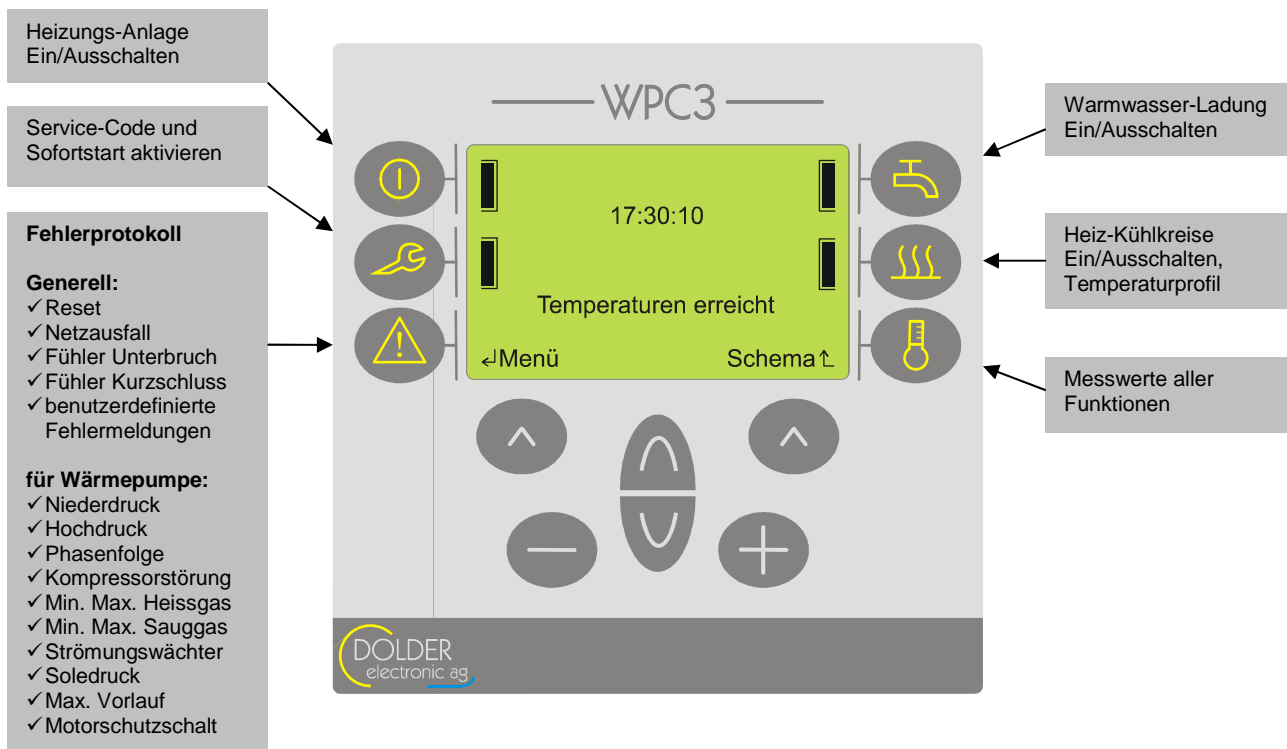 Heizungs-Anlage
Ein/Ausschalten
Service-Code und
Sofortstart aktivieren
Fehlerprotokoll
Generell:
✓Reset
✓Netzausfall
✓Fühler Unterbruch
✓Fühler Kurzschluss
✓benutzerdefinierte
Fehlermeldungen
für Wärmepumpe:
✓Niederdruck
✓Hochdruck
✓Phasenfolge
✓Kompressorstörung
✓Min. Max. Heissgas
✓Min. Max. Sauggas
✓Strömungswächter
✓Soledruck
✓Max. Vorlauf
✓Motorschutzschalt
WPC3
17:30:10
Temperaturen erreicht
↵Menü
Schema
DOLDER
electronic ag
Warmwasser-Ladung
Ein/Ausschalten
Heiz-Kühlkreise
Ein/Ausschalten,
Temperaturprofil
Messwerte aller
Funktionen